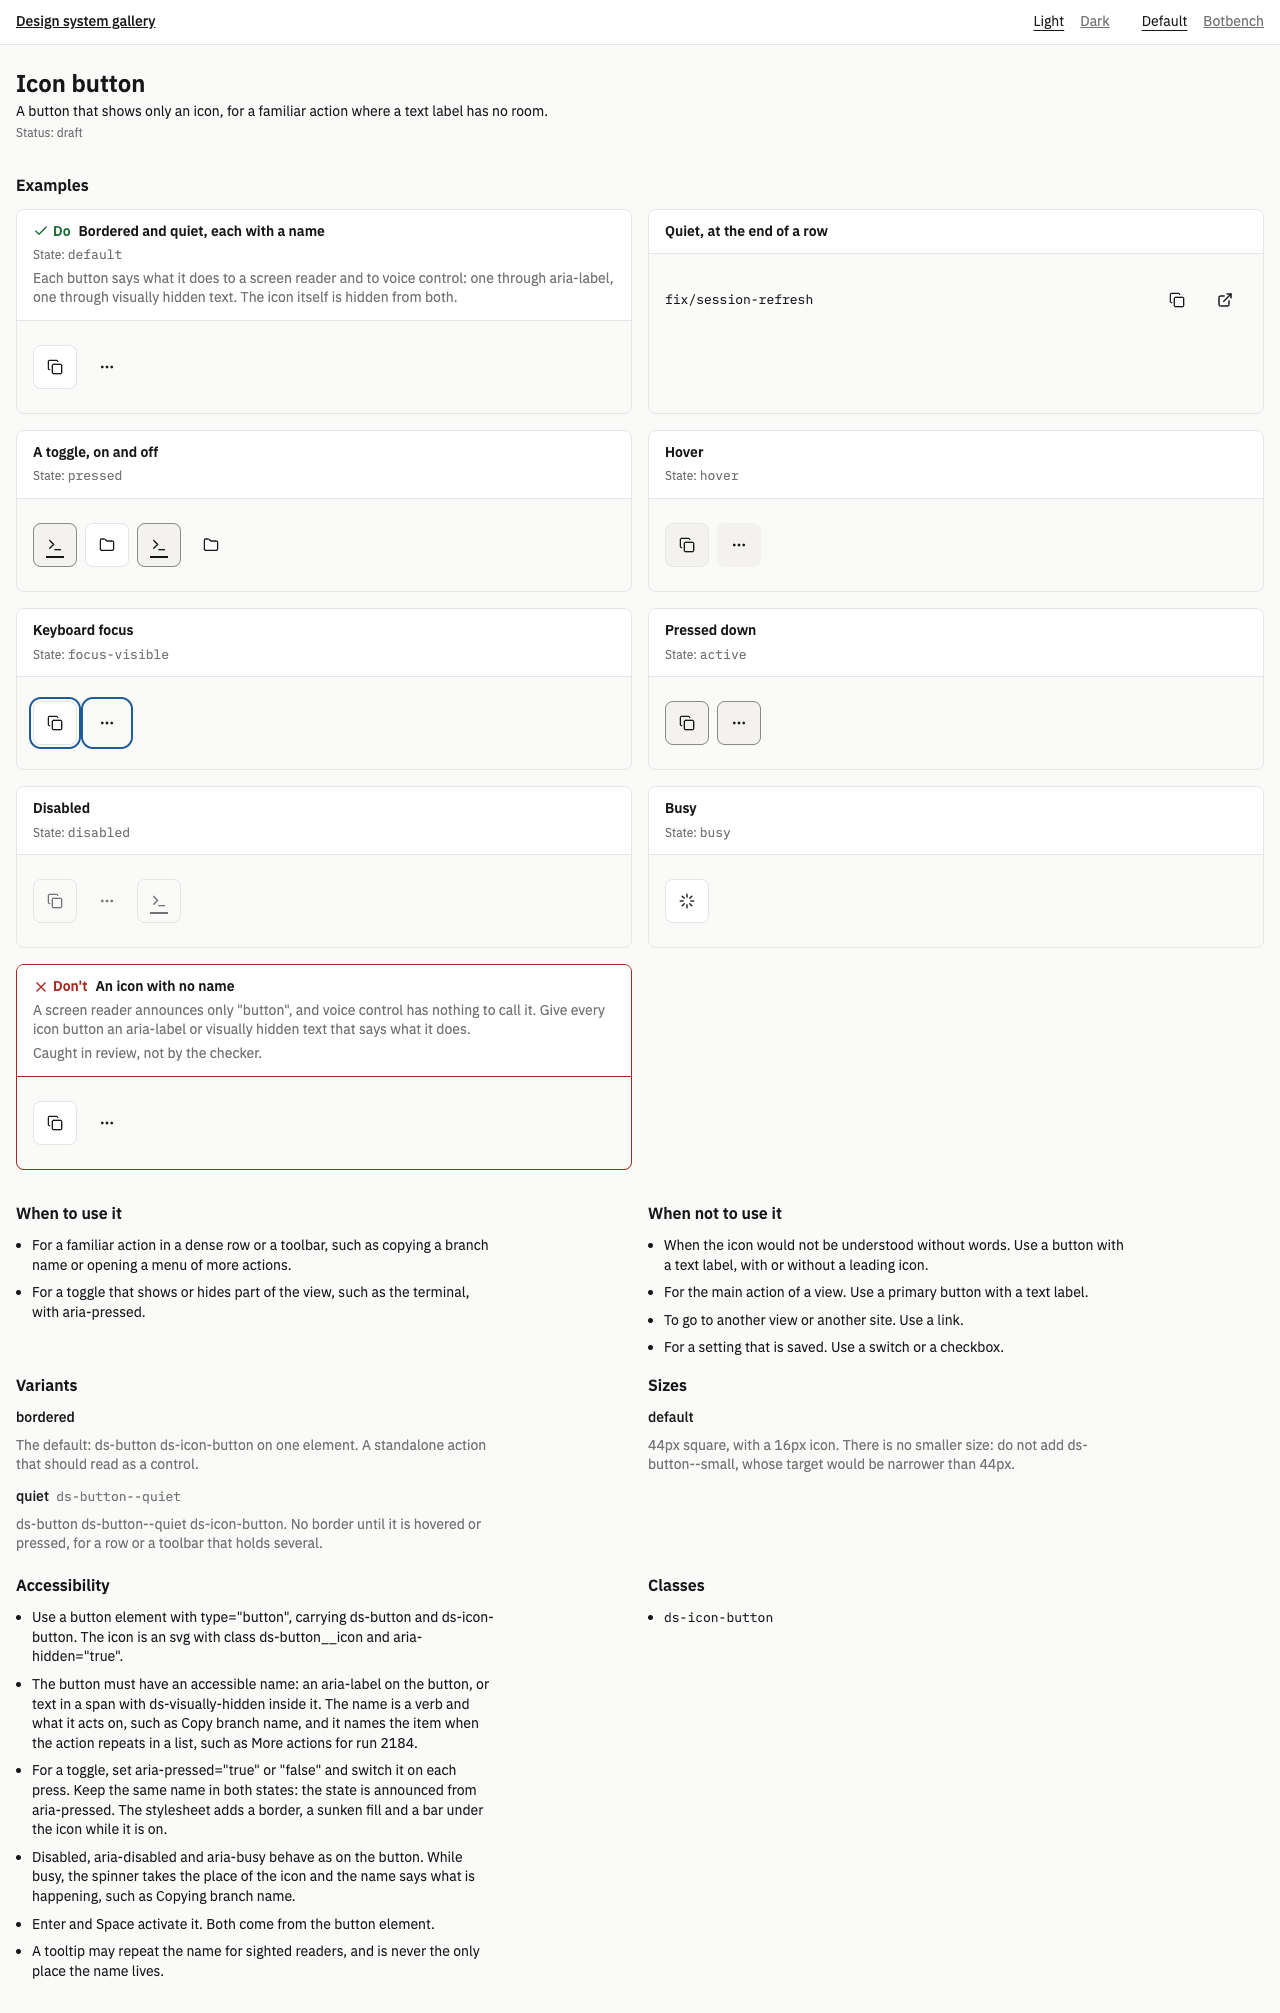 Design system gallery
Light Dark Default Botbench
Icon button
A button that shows only an icon, for a familiar action where a text label has no room.
Status: draft
Examples
Do Bordered and quiet, each with a name
State: default
Each button says what it does to a screen reader and to voice control: one through aria-label,
one through visually hidden text. The icon itself is hidden from both.
Quiet, at the end of a row
fix/session-refresh
A toggle, on and off
State: pressed
Hover
State: hover
Keyboard focus
State: focus-visible
Pressed down
State: active
Disabled
State: disabled
Busy
State: busy
Don't An icon with no name
A screen reader announces only "button", and voice control has nothing to call it. Give every
icon button an aria-label or visually hidden text that says what it does.
Caught in review, not by the checker.
When to use it
For a familiar action in a dense row or a toolbar, such as copying a branch
name or opening a menu of more actions.
For a toggle that shows or hides part of the view, such as the terminal,
with aria-pressed.
When not to use it
When the icon would not be understood without words. Use a button with
a text label, with or without a leading icon.
For the main action of a view. Use a primary button with a text label.
To go to another view or another site. Use a link.
For a setting that is saved. Use a switch or a checkbox.
Variants
bordered
The default: ds-button ds-icon-button on one element. A standalone action
that should read as a control.
quiet ds-button--quiet
ds-button ds-button--quiet ds-icon-button. No border until it is hovered or
pressed, for a row or a toolbar that holds several.
Sizes
default
44px square, with a 16px icon. There is no smaller size: do not add ds-
button--small, whose target would be narrower than 44px.
Accessibility
Use a button element with type="button", carrying ds-button and ds-icon-
button. The icon is an svg with class ds-button__icon and aria-
hidden="true".
The button must have an accessible name: an aria-label on the button, or
text in a span with ds-visually-hidden inside it. The name is a verb and
what it acts on, such as Copy branch name, and it names the item when
the action repeats in a list, such as More actions for run 2184.
For a toggle, set aria-pressed="true" or "false" and switch it on each
press. Keep the same name in both states: the state is announced from
aria-pressed. The stylesheet adds a border, a sunken fill and a bar under
the icon while it is on.
Disabled, aria-disabled and aria-busy behave as on the button. While
busy, the spinner takes the place of the icon and the name says what is
happening, such as Copying branch name.
Enter and Space activate it. Both come from the button element.
A tooltip may repeat the name for sighted readers, and is never the only
place the name lives.
Classes
ds-icon-button